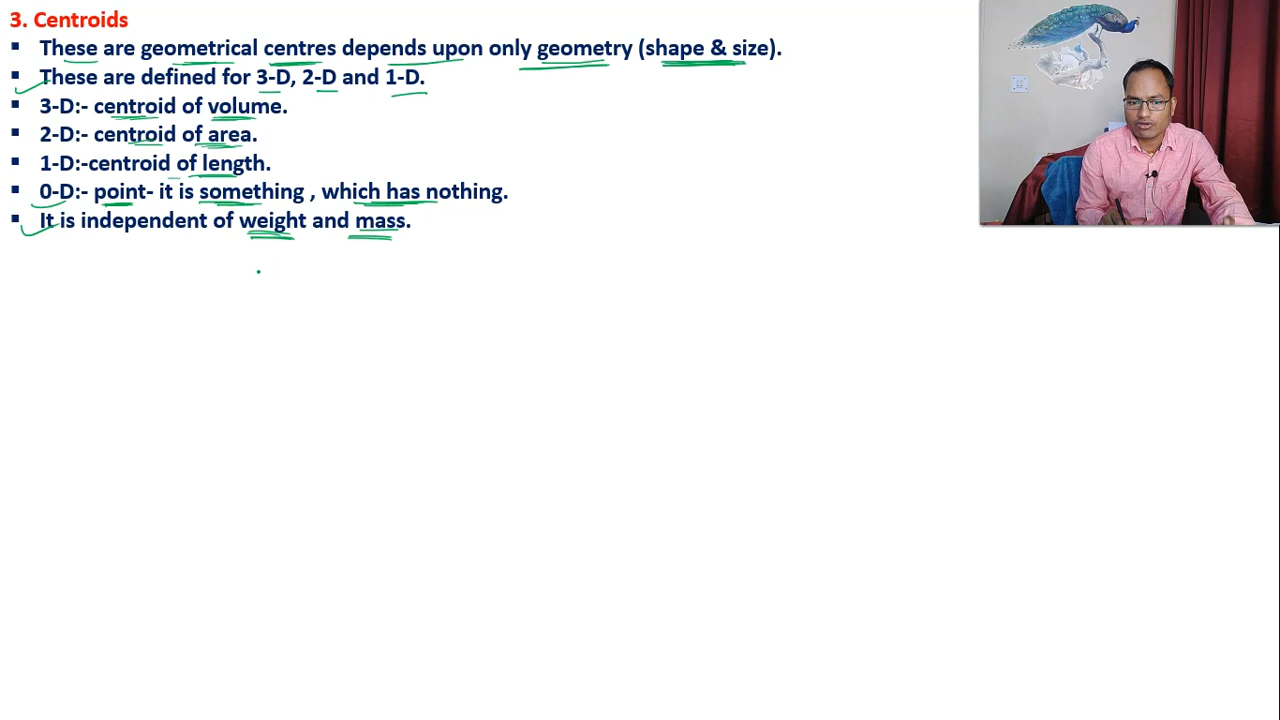 3. Centroids
▪ These are geometrical centres depends upon only geometry (shape & size).
▪ These are defined for 3-D, 2-D and 1-D.
▪ 3-D:- centroid of volume.
▪ 2-D:- centroid of area.
▪ 1-D:-centroid of length.
▪ 0-D:- point- it is something , which has nothing.
▪ It is independent of weight and mass.